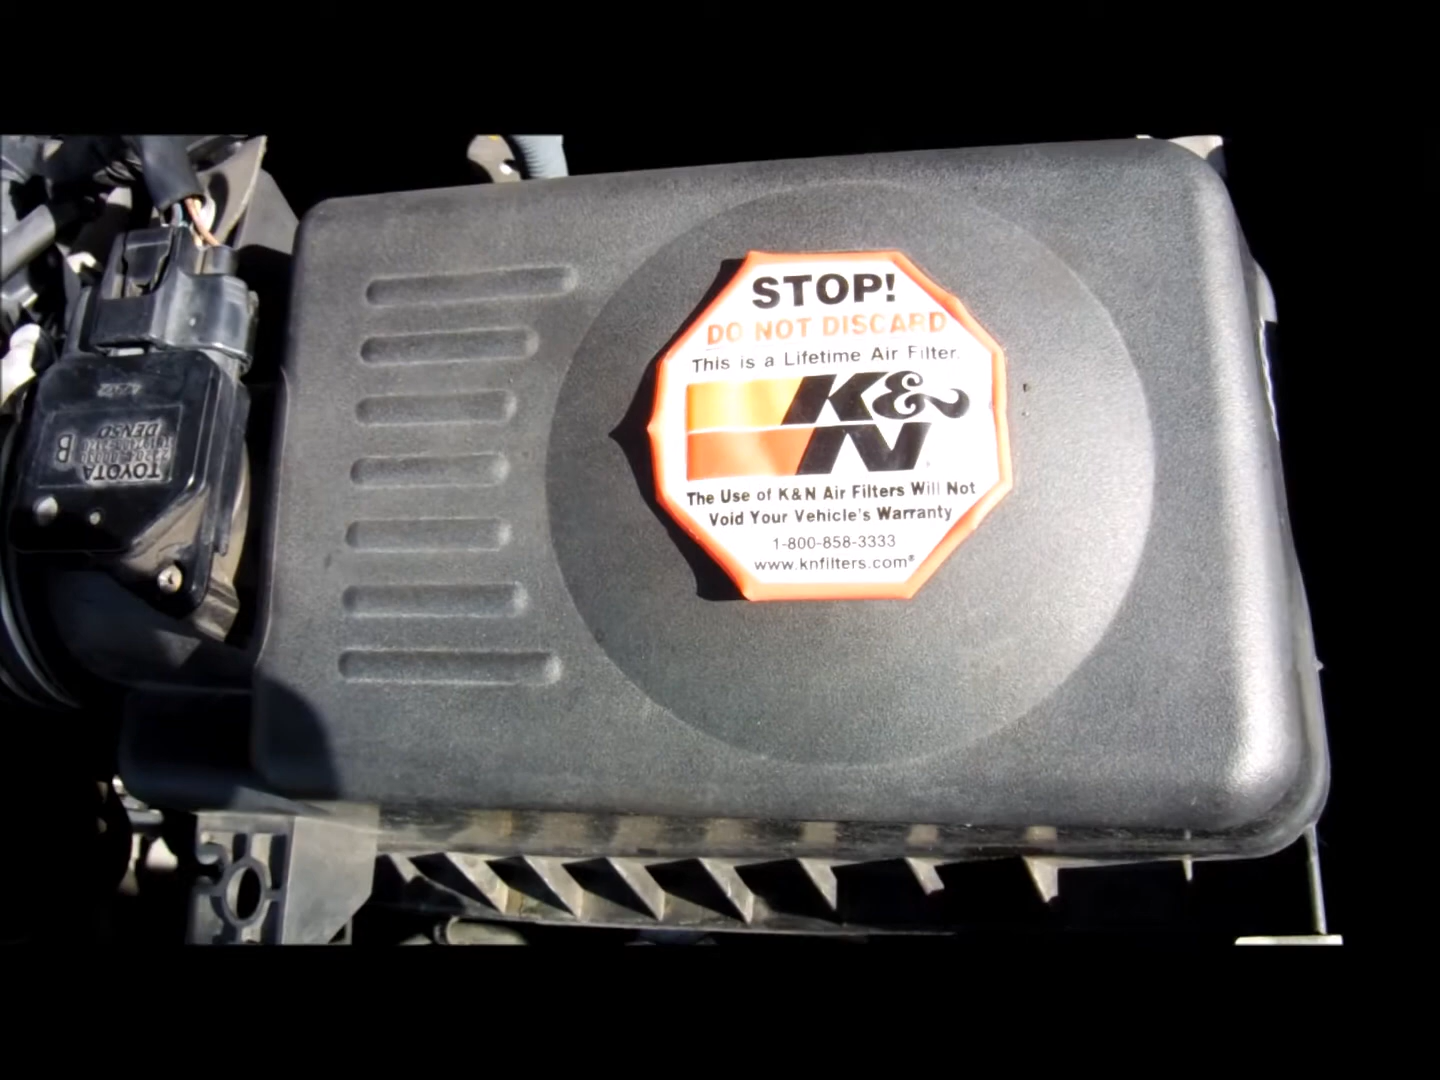 STOP!
DO NOT DISCARD
This is a Lifetime Air Filter.
K&N
The Use of K&N Air Filters Will Not
Void Your Vehicle's Warranty
1-800-858-3333
www.knfilters.com®
TOYOTA
B
DENSO